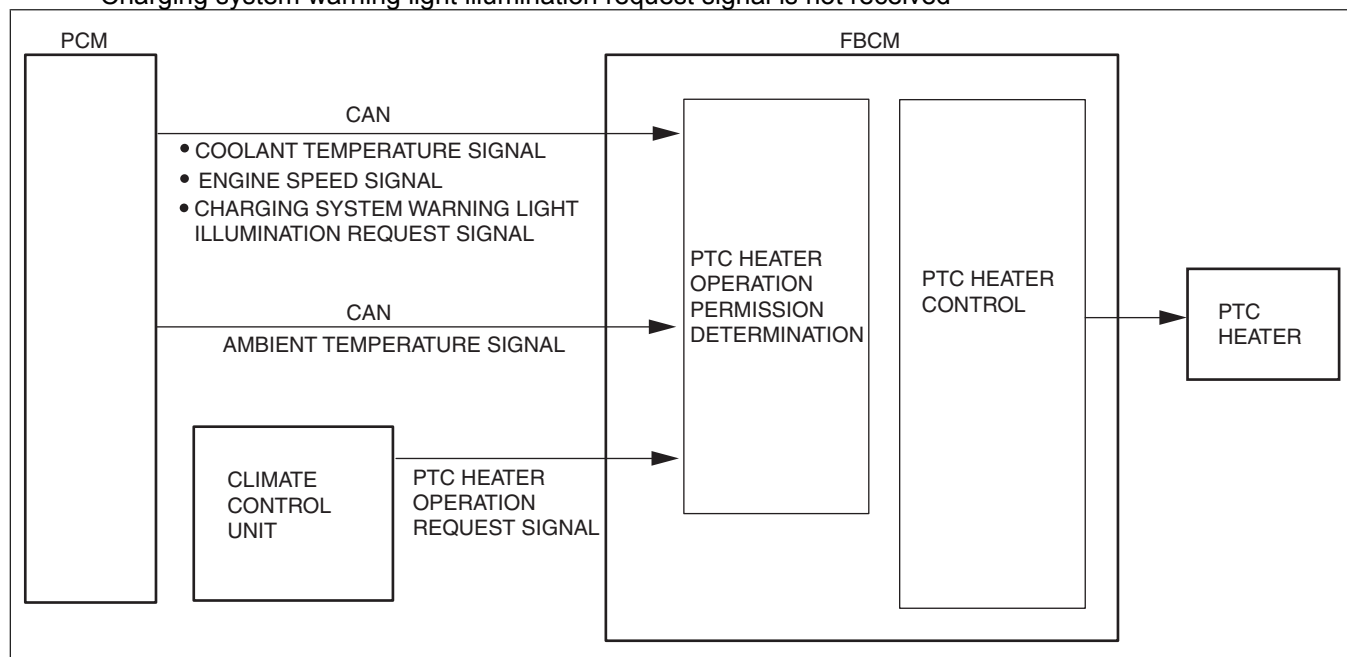 Charging system warning light illumination request signal is not received
PCM
FBCM
CAN
• COOLANT TEMPERATURE SIGNAL
• ENGINE SPEED SIGNAL
• CHARGING SYSTEM WARNING LIGHT
ILLUMINATION REQUEST SIGNAL
CAN
AMBIENT TEMPERATURE SIGNAL
CLIMATE
CONTROL
UNIT
PTC HEATER
OPERATION
REQUEST SIGNAL
PTC HEATER
OPERATION
PERMISSION
DETERMINATION
PTC HEATER
CONTROL
PTC
HEATER